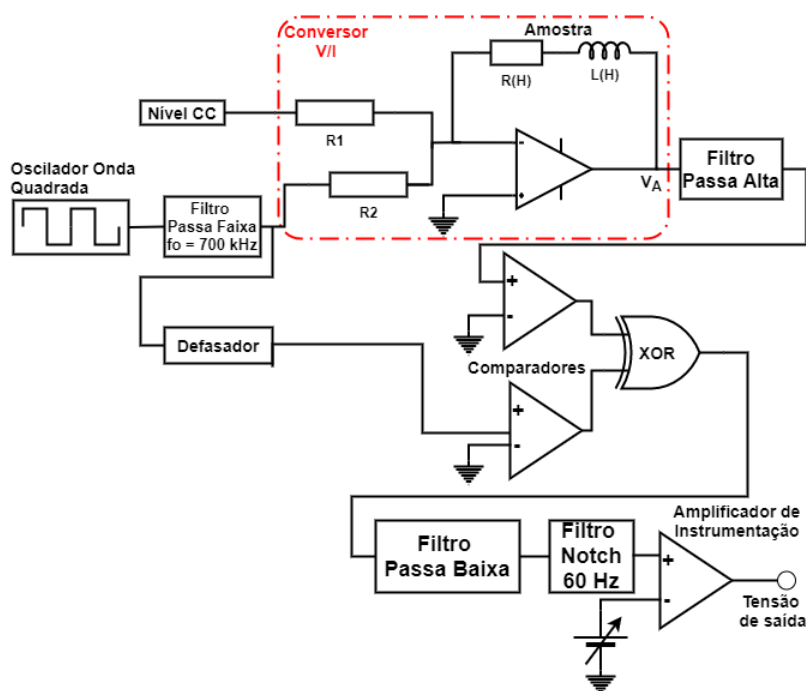 Conversor
V/I
Amostra
R(H)
L(H)
Nível CC
R1
Oscilador Onda
Quadrada
Filtro
Passa Faixa
fo = 700 kHz
R2
-
+
VA
Filtro
Passa Alta
+
-
Defasador
Comparadores
XOR
+
-
Filtro
Passa Baixa
Filtro
Notch
60 Hz
Amplificador de
Instrumentação
+
-
Tensão
de saída